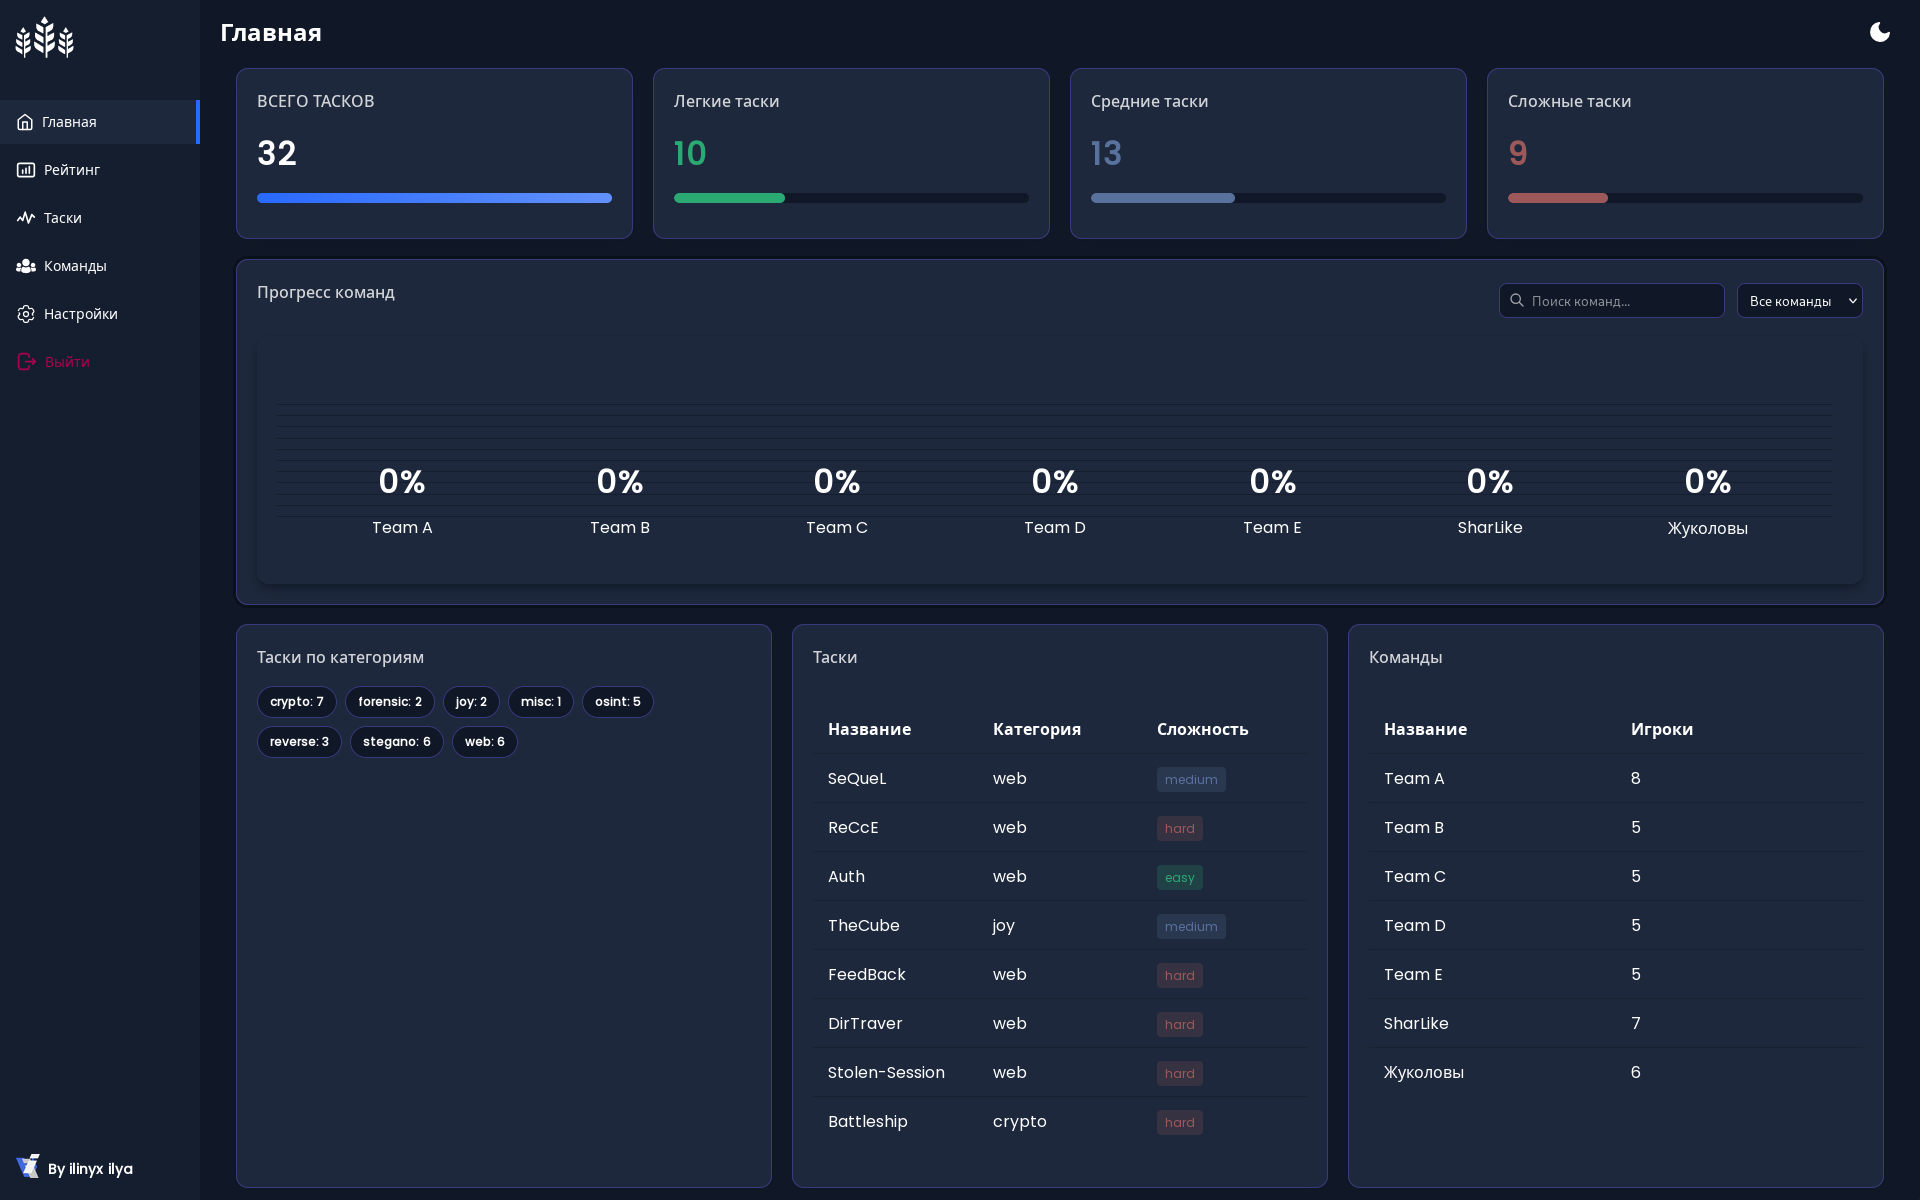 Главная
Главная
Рейтинг
Таски
Команды
Настройки
Выйти
By ilinyx ilya
ВСЕГО ТАСКОВ
32
Легкие таски
10
Средние таски
13
Сложные таски
9
Прогресс команд
Поиск команд...
Все команды
0% 0% 0% 0% 0% 0% 0%
Team A Team B Team C Team D Team E SharLike Жуколовы
Таски по категориям
crypto: 7 forensic: 2 joy: 2 misc: 1 osint: 5
reverse: 3 stegano: 6 web: 6
Таски
Название Категория Сложность
SeQueL web medium
ReCcE web hard
Auth web easy
TheCube joy medium
FeedBack web hard
DirTraver web hard
Stolen-Session web hard
Battleship crypto hard
Команды
Название Игроки
Team A 8
Team B 5
Team C 5
Team D 5
Team E 5
SharLike 7
Жуколовы 6